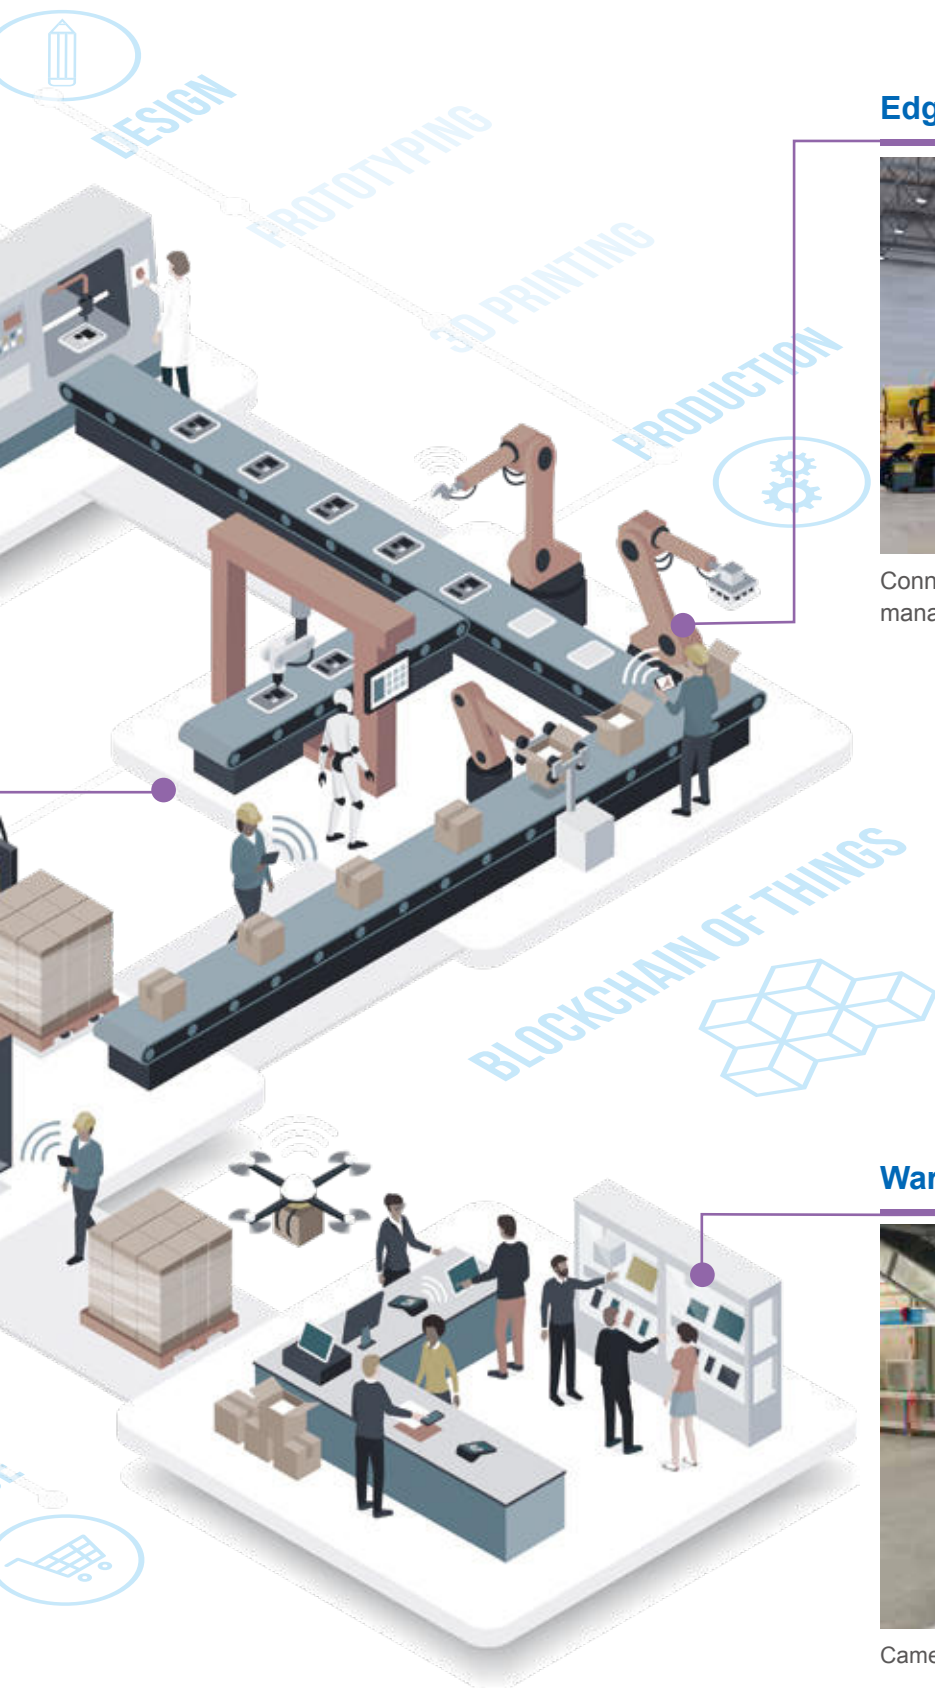 DESIGN
PROTOTYPING
3D PRINTING
PRODUCTION
Edg
Conn
mana
BLOCKCHAIN OF THINGS
War
Came